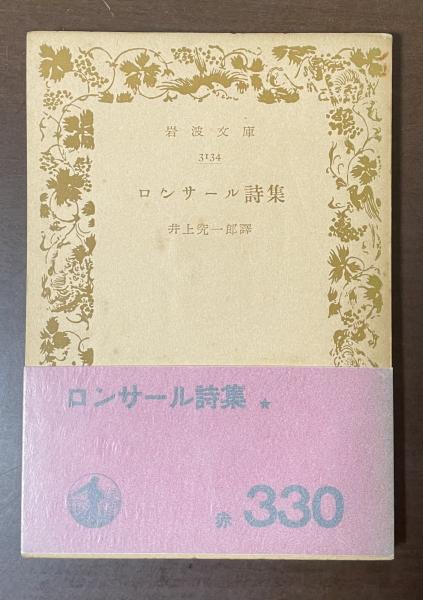 岩波文庫
3134
ロンサール詩集
井上究一郎譯
ロンサール詩集 ★
赤 330